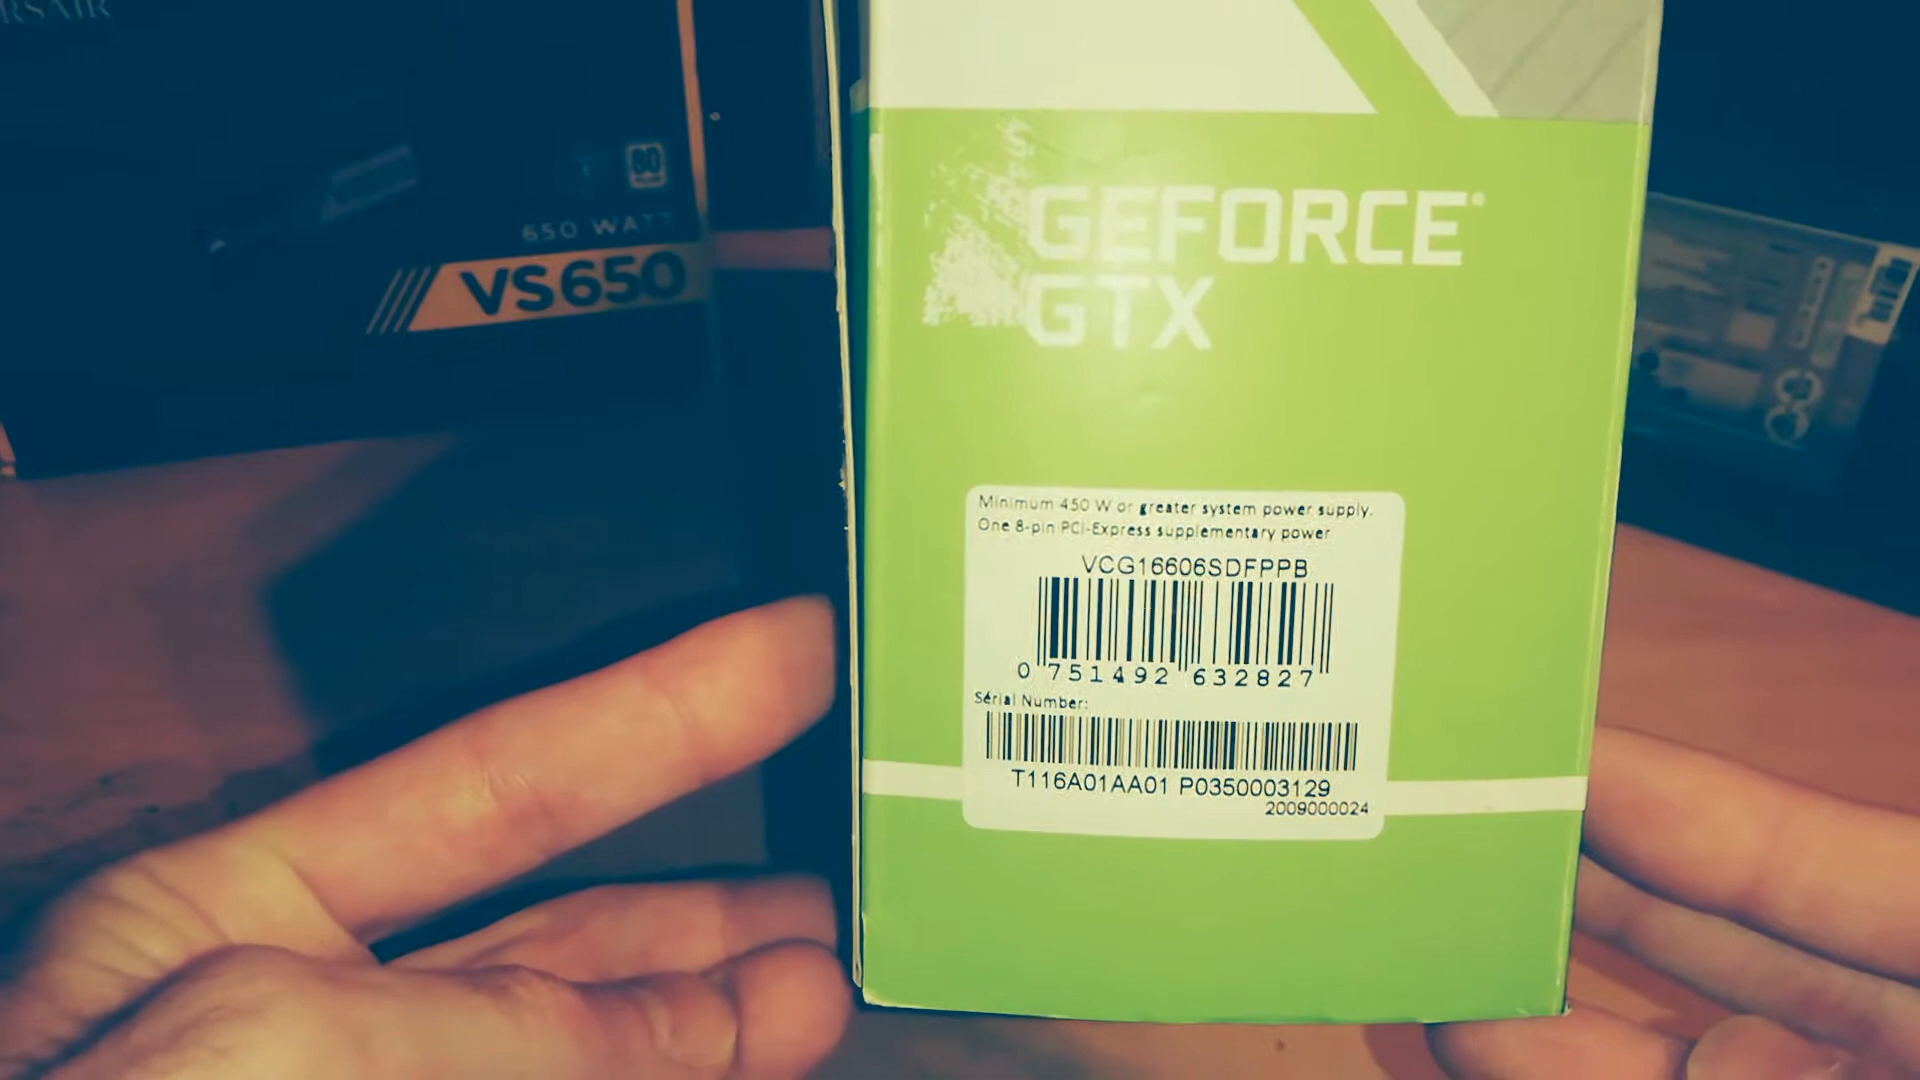 80
650 WATT
VS650
GEFORCE®
GTX
Minimum 450 W or greater system power supply.
One 8-pin PCI-Express supplementary power
VCG16606SDFPPB
0 751492 632827
Serial Number:
T116A01AA01 P0350003129
2009000024